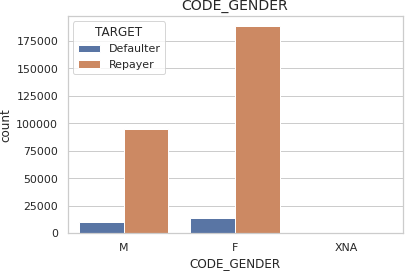 CODE_GENDER
TARGET
Defaulter
Repayer
175000
150000
125000
100000
75000
50000
25000
0
count
M F XNA
CODE_GENDER